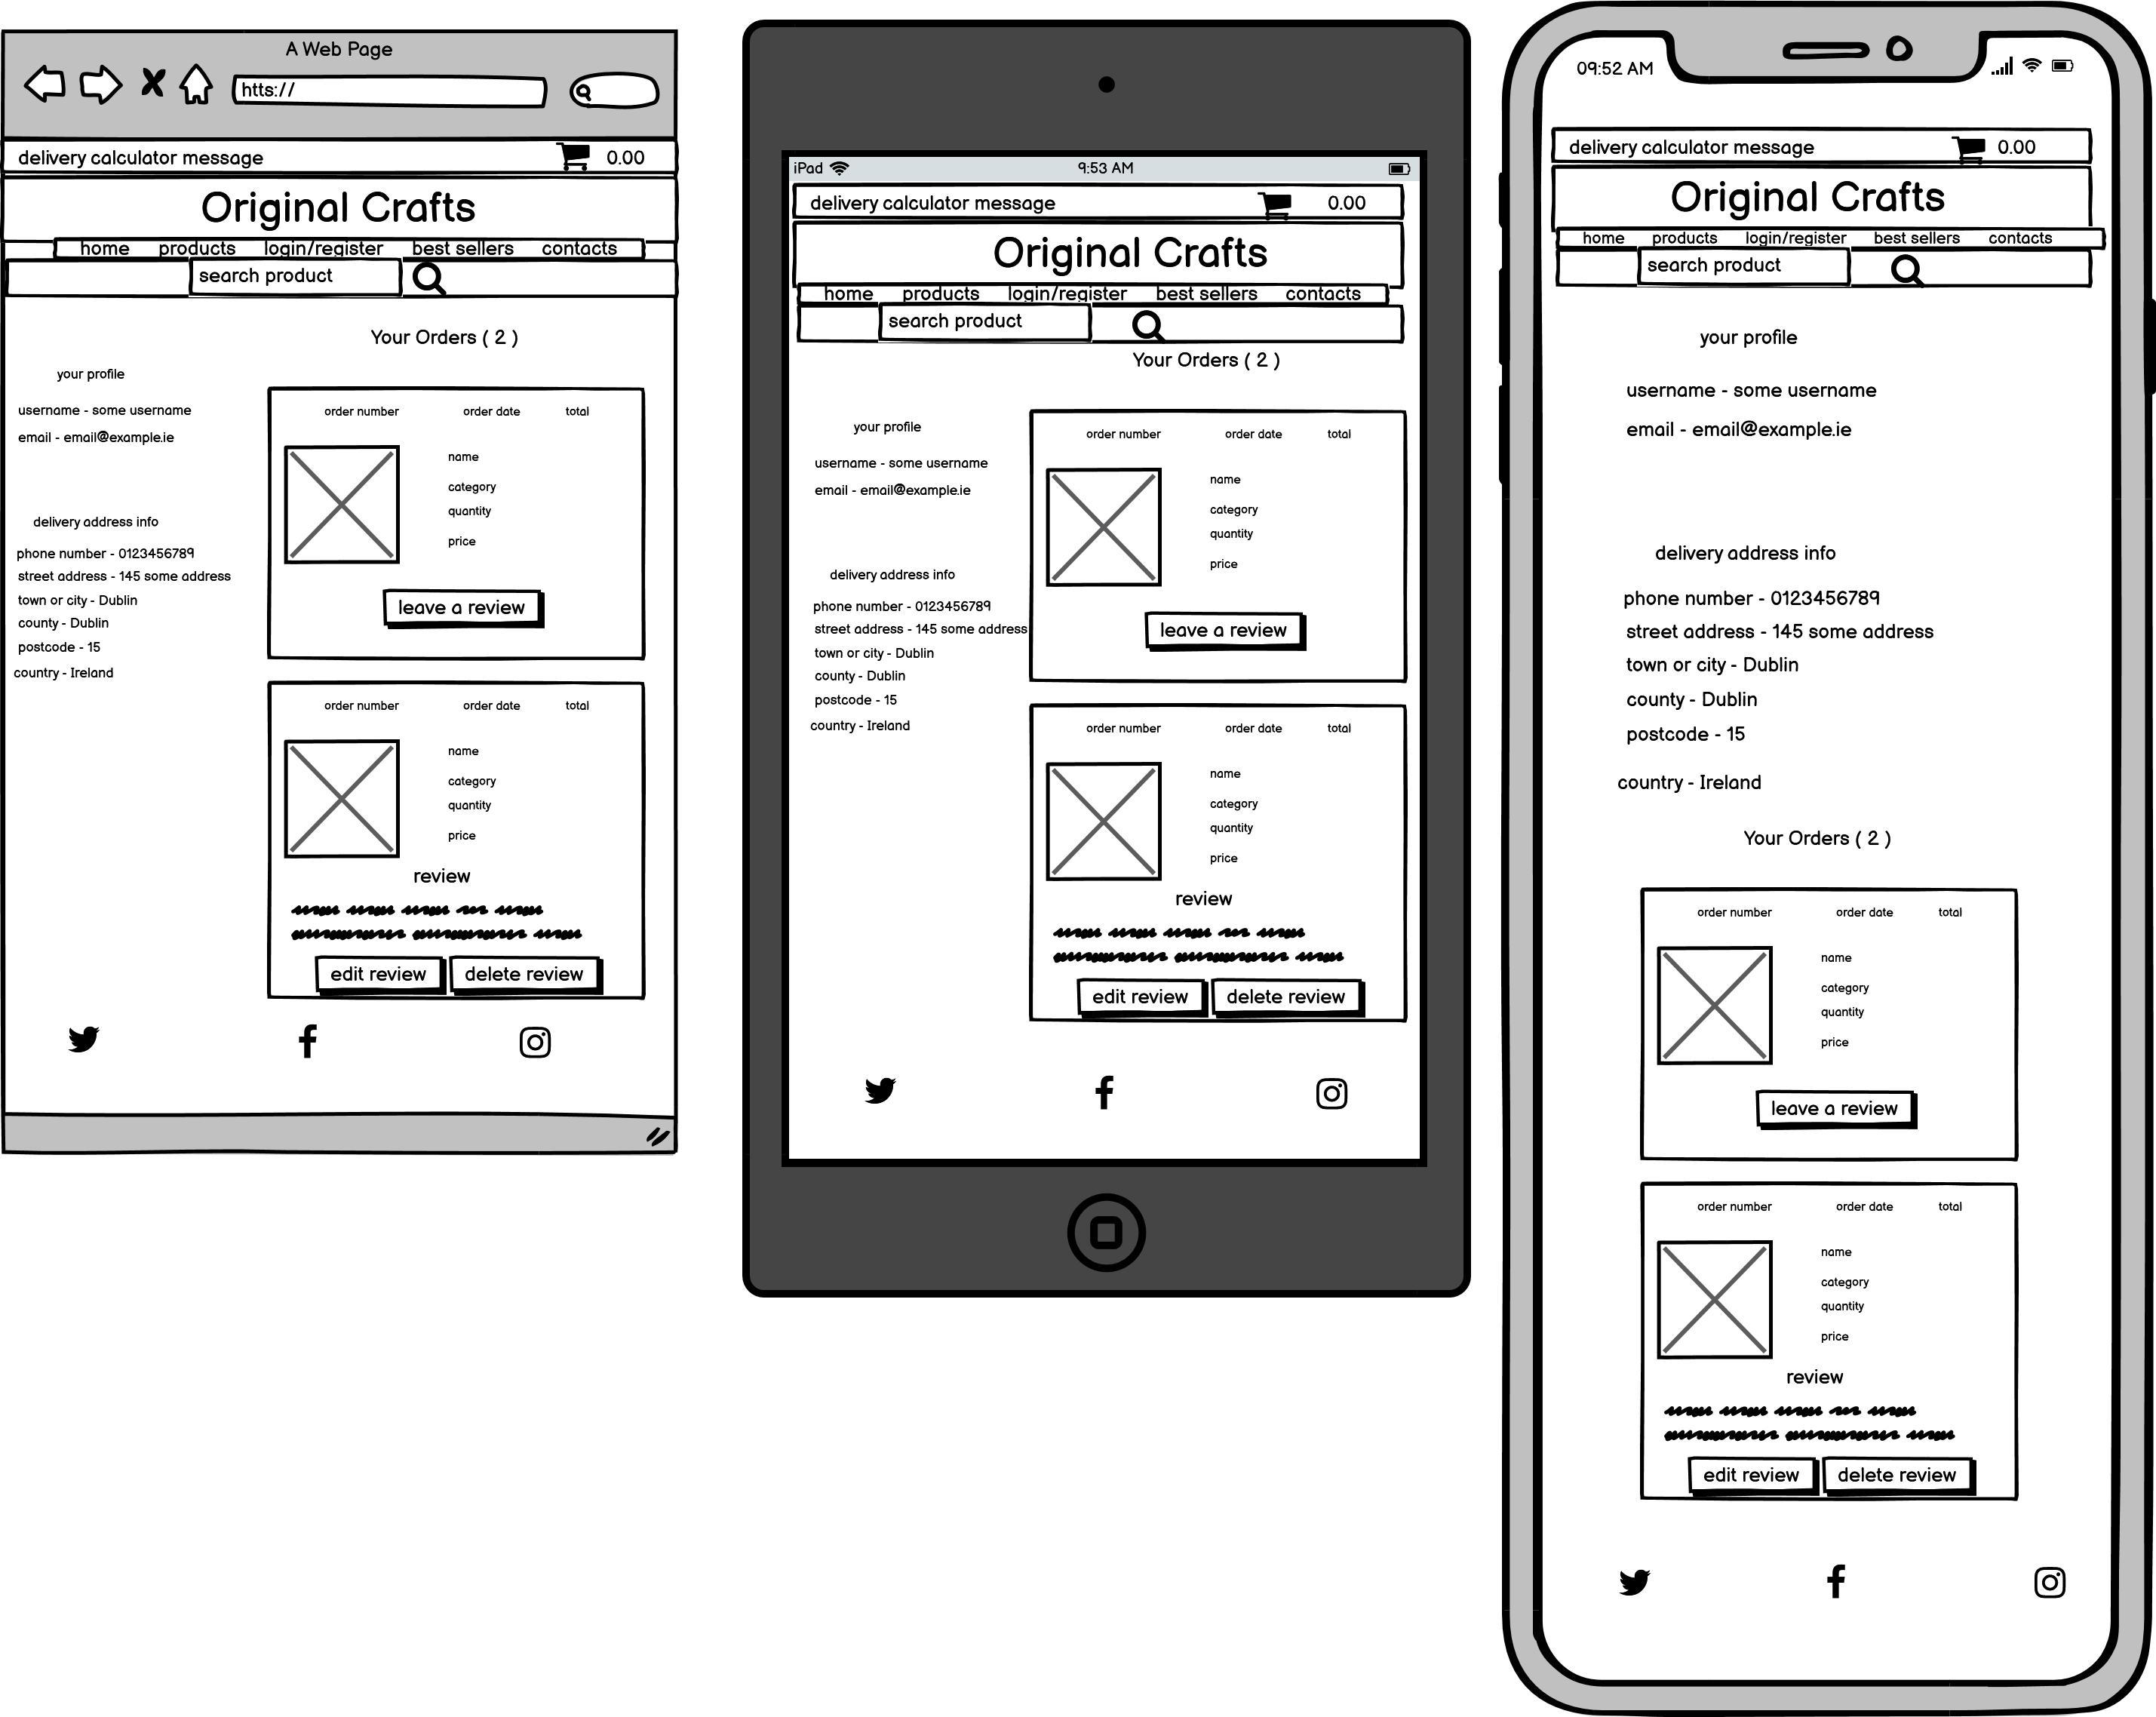 A Web Page
htts://
delivery calculator message 0.00
Original Crafts
home products login/register best sellers contacts
search product
Your Orders ( 2 )
your profile
username - some username
email - email@example.ie
delivery address info
phone number - 0123456789
street address - 145 some address
town or city - Dublin
county - Dublin
postcode - 15
country - Ireland
order number order date total
name
category
quantity
price
leave a review
order number order date total
name
category
quantity
price
review
edit review delete review
iPad 9:53 AM
delivery calculator message 0.00
Original Crafts
home products login/register best sellers contacts
search product
Your Orders ( 2 )
your profile
username - some username
email - email@example.ie
delivery address info
phone number - 0123456789
street address - 145 some address
town or city - Dublin
county - Dublin
postcode - 15
country - Ireland
order number order date total
name
category
quantity
price
leave a review
order number order date total
name
category
quantity
price
review
edit review delete review
09:52 AM
delivery calculator message 0.00
Original Crafts
home products login/register best sellers contacts
search product
your profile
username - some username
email - email@example.ie
delivery address info
phone number - 0123456789
street address - 145 some address
town or city - Dublin
county - Dublin
postcode - 15
country - Ireland
Your Orders ( 2 )
order number order date total
name
category
quantity
price
leave a review
order number order date total
name
category
quantity
price
review
edit review delete review